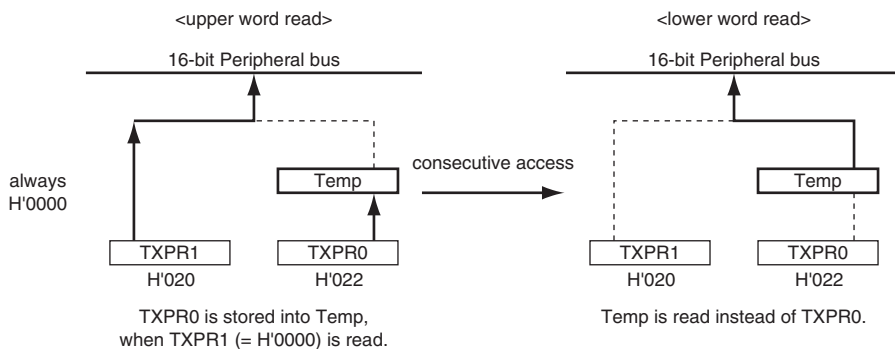 <upper word read>
16-bit Peripheral bus
always
H'0000
Temp
TXPR1
TXPR0
H'020
H'022
TXPR0 is stored into Temp,
when TXPR1 (= H'0000) is read.
consecutive access
<lower word read>
16-bit Peripheral bus
Temp
TXPR1
TXPR0
H'020
H'022
Temp is read instead of TXPR0.